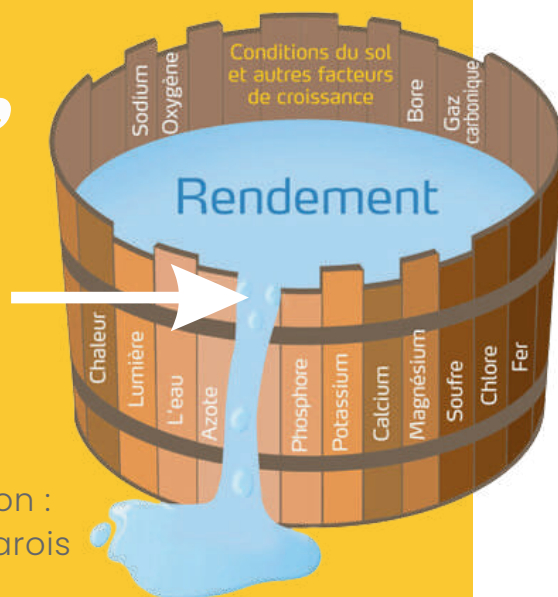 Conditions du sol
et autres facteurs
de croissance
Sodium
Oxygène
Bore
Gaz
carbonique
Rendement
Chaleur
Lumière
L'eau
Azote
Phosphore
Potassium
Calcium
Magnésium
Soufre
Chlore
Fer
on :
arois